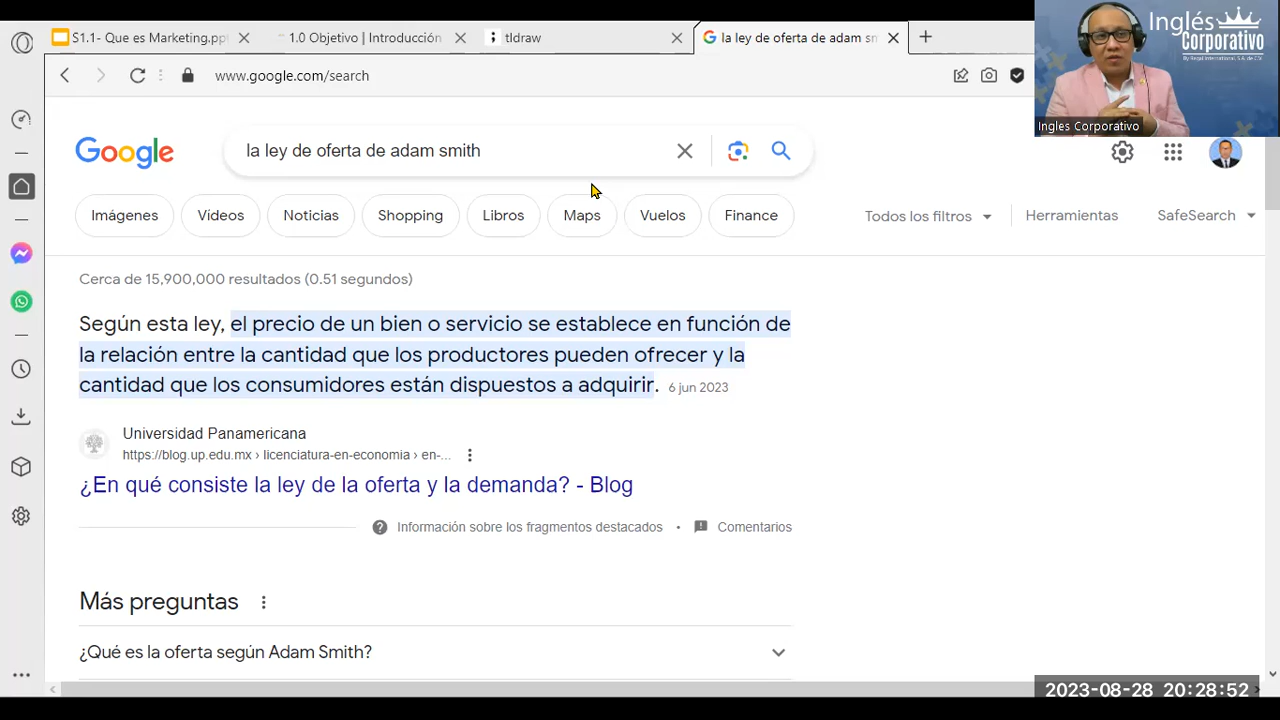 S1.1- Que es Marketing.ppt
1.0 Objetivo | Introducción
tldraw
la ley de oferta de adam sm
www.google.com/search
Inglés
Corporativo
By Regal International, S.A. de C.V.
Ingles Corporativo
Google
la ley de oferta de adam smith
Imágenes
Vídeos
Noticias
Shopping
Libros
Maps
Vuelos
Finance
Todos los filtros
Herramientas
SafeSearch
Cerca de 15,900,000 resultados (0.51 segundos)
Según esta ley, el precio de un bien o servicio se establece en función de
la relación entre la cantidad que los productores pueden ofrecer y la
cantidad que los consumidores están dispuestos a adquirir. 6 jun 2023
Universidad Panamericana
https://blog.up.edu.mx › licenciatura-en-economia › en-...
¿En qué consiste la ley de la oferta y la demanda? - Blog
Información sobre los fragmentos destacados • Comentarios
Más preguntas
¿Qué es la oferta según Adam Smith?
2023-08-28 20:28:52